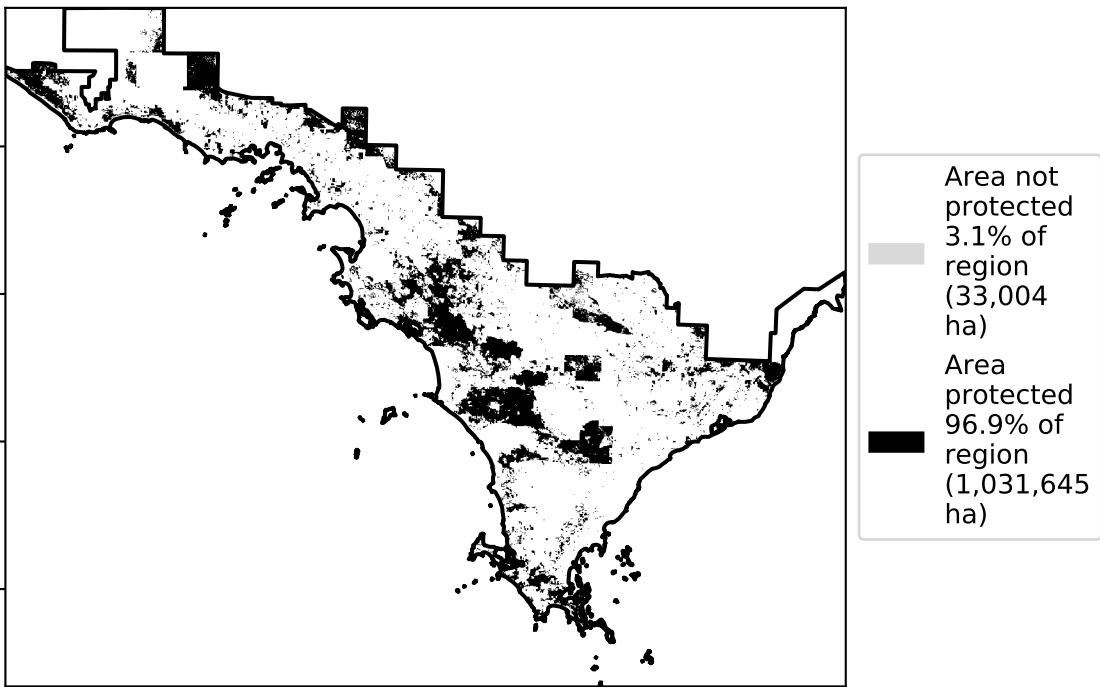 Area not
protected
3.1% of
region
(33,004
ha)
Area
protected
96.9% of
region
(1,031,645
ha)